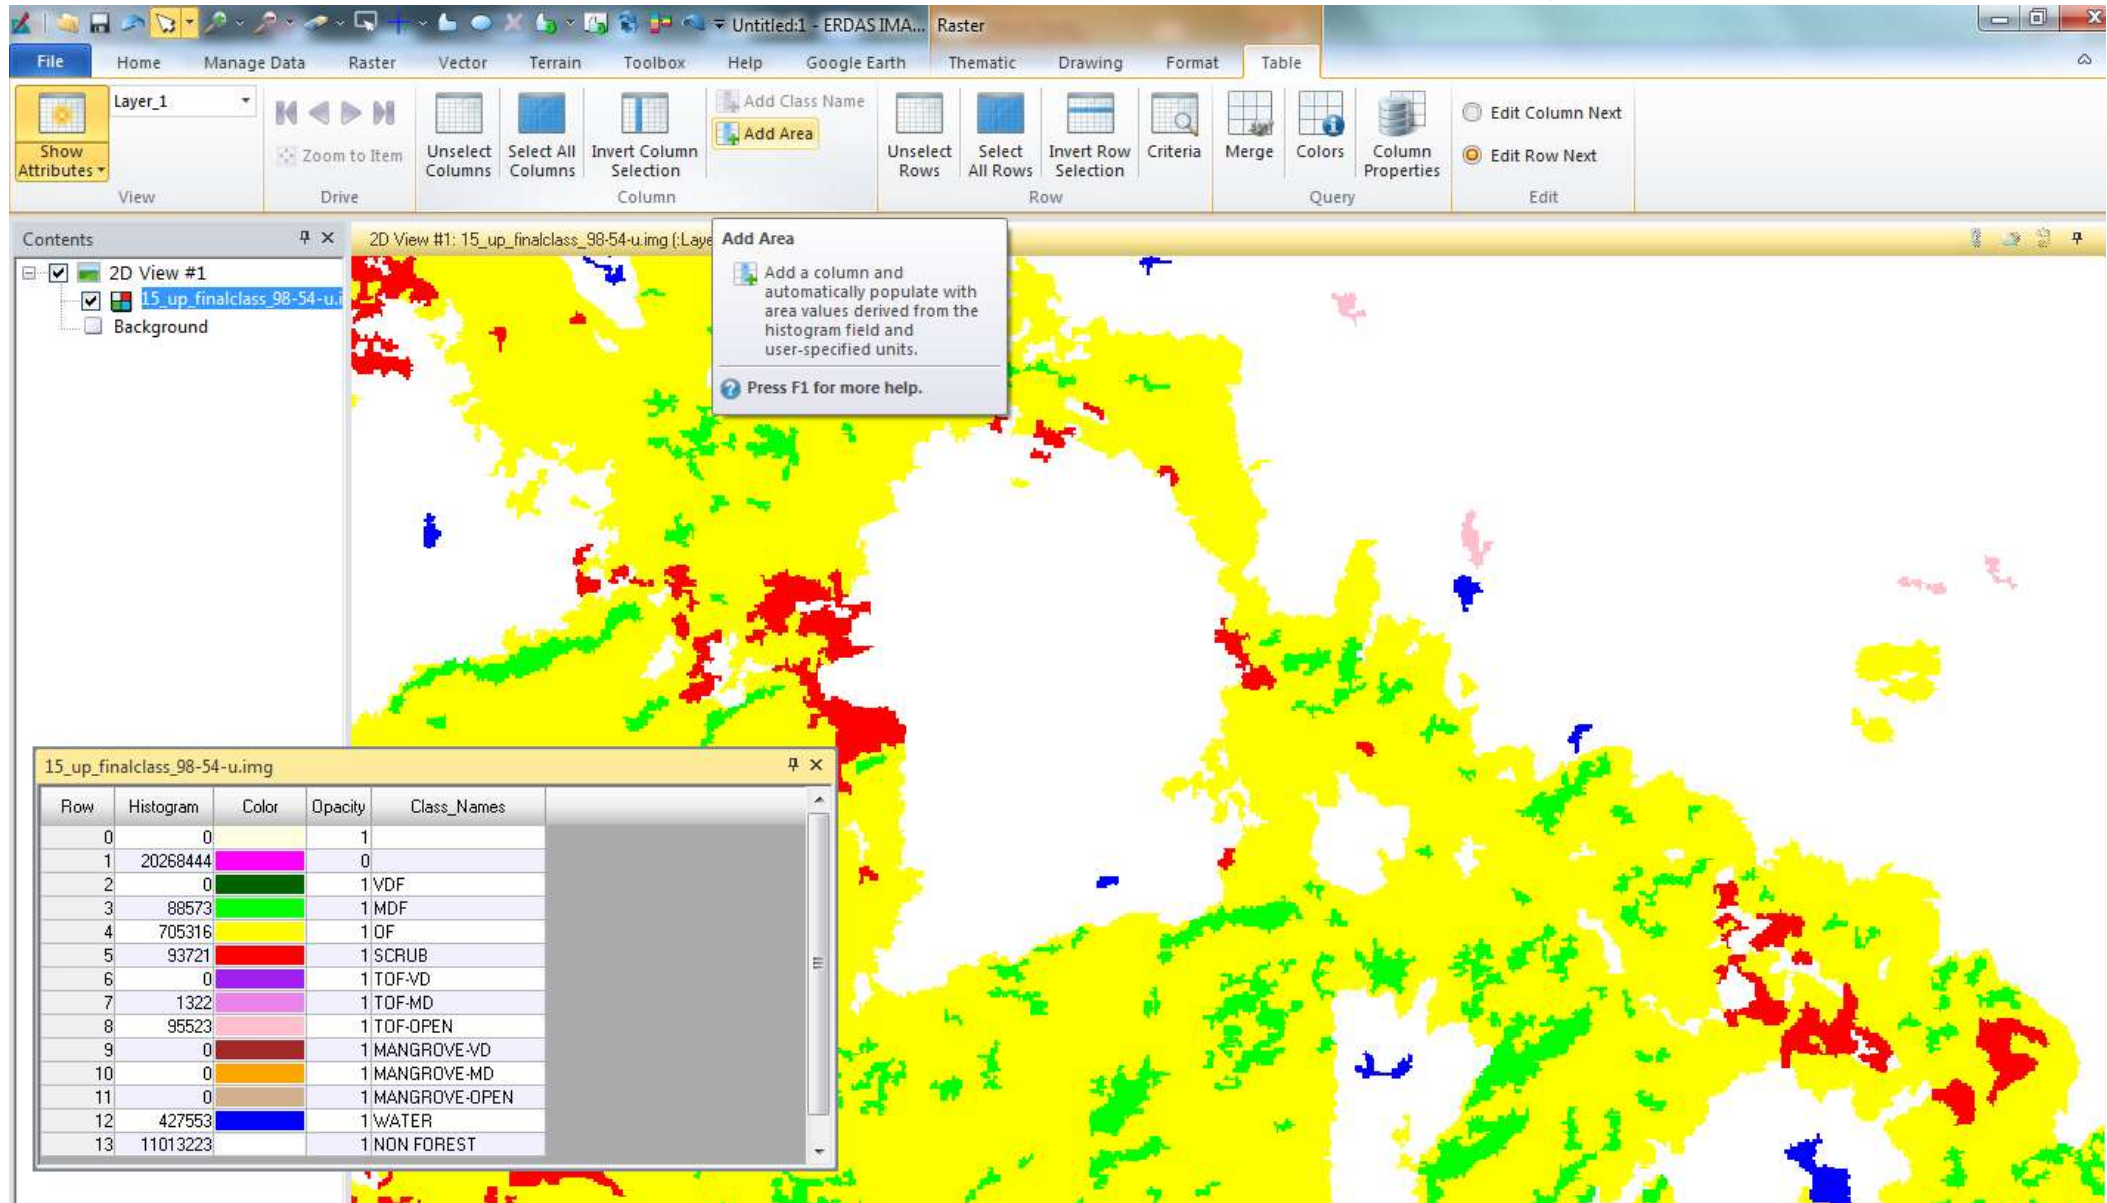 Untitled:1 - ERDAS IMA... Raster
File Home Manage Data Raster Vector Terrain Toolbox Help Google Earth Thematic Drawing Format Table
Layer_1
Show Attributes
Zoom to Item
Unselect Columns
Select All Columns
Invert Column Selection
Add Class Name
Add Area
Unselect Rows
Select All Rows
Invert Row Selection
Criteria
Merge
Colors
Column Properties
Edit Column Next
Edit Row Next
View Drive Column Row Query Edit
Contents
2D View #1: 15_up_finalclass_98-54-u.img (:Laye
2D View #1
15_up_finalclass_98-54-u.i
Background
Add Area
Add a column and
automatically populate with
area values derived from the
histogram field and
user-specified units.
Press F1 for more help.
15_up_finalclass_98-54-u.img
Row Histogram Color Opacity Class_Names
0 0 1
1 20268444 0
2 0 1 VDF
3 88573 1 MDF
4 705316 1 OF
5 93721 1 SCRUB
6 0 1 TOF-VD
7 1322 1 TOF-MD
8 95523 1 TOF-OPEN
9 0 1 MANGROVE-VD
10 0 1 MANGROVE-MD
11 0 1 MANGROVE-OPEN
12 427553 1 WATER
13 11013223 1 NON FOREST